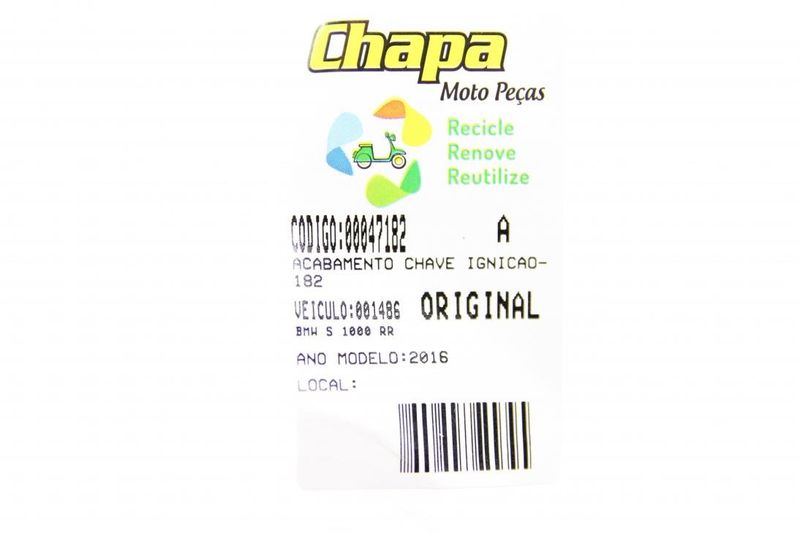 Chapa
Moto Peças
Recicle
Renove
Reutilize
CODIGO:00047182 A
ACABAMENTO CHAVE IGNICAO-
182
VEICULO:001486 ORIGINAL
BMW S 1000 RR
ANO MODELO:2016
LOCAL: